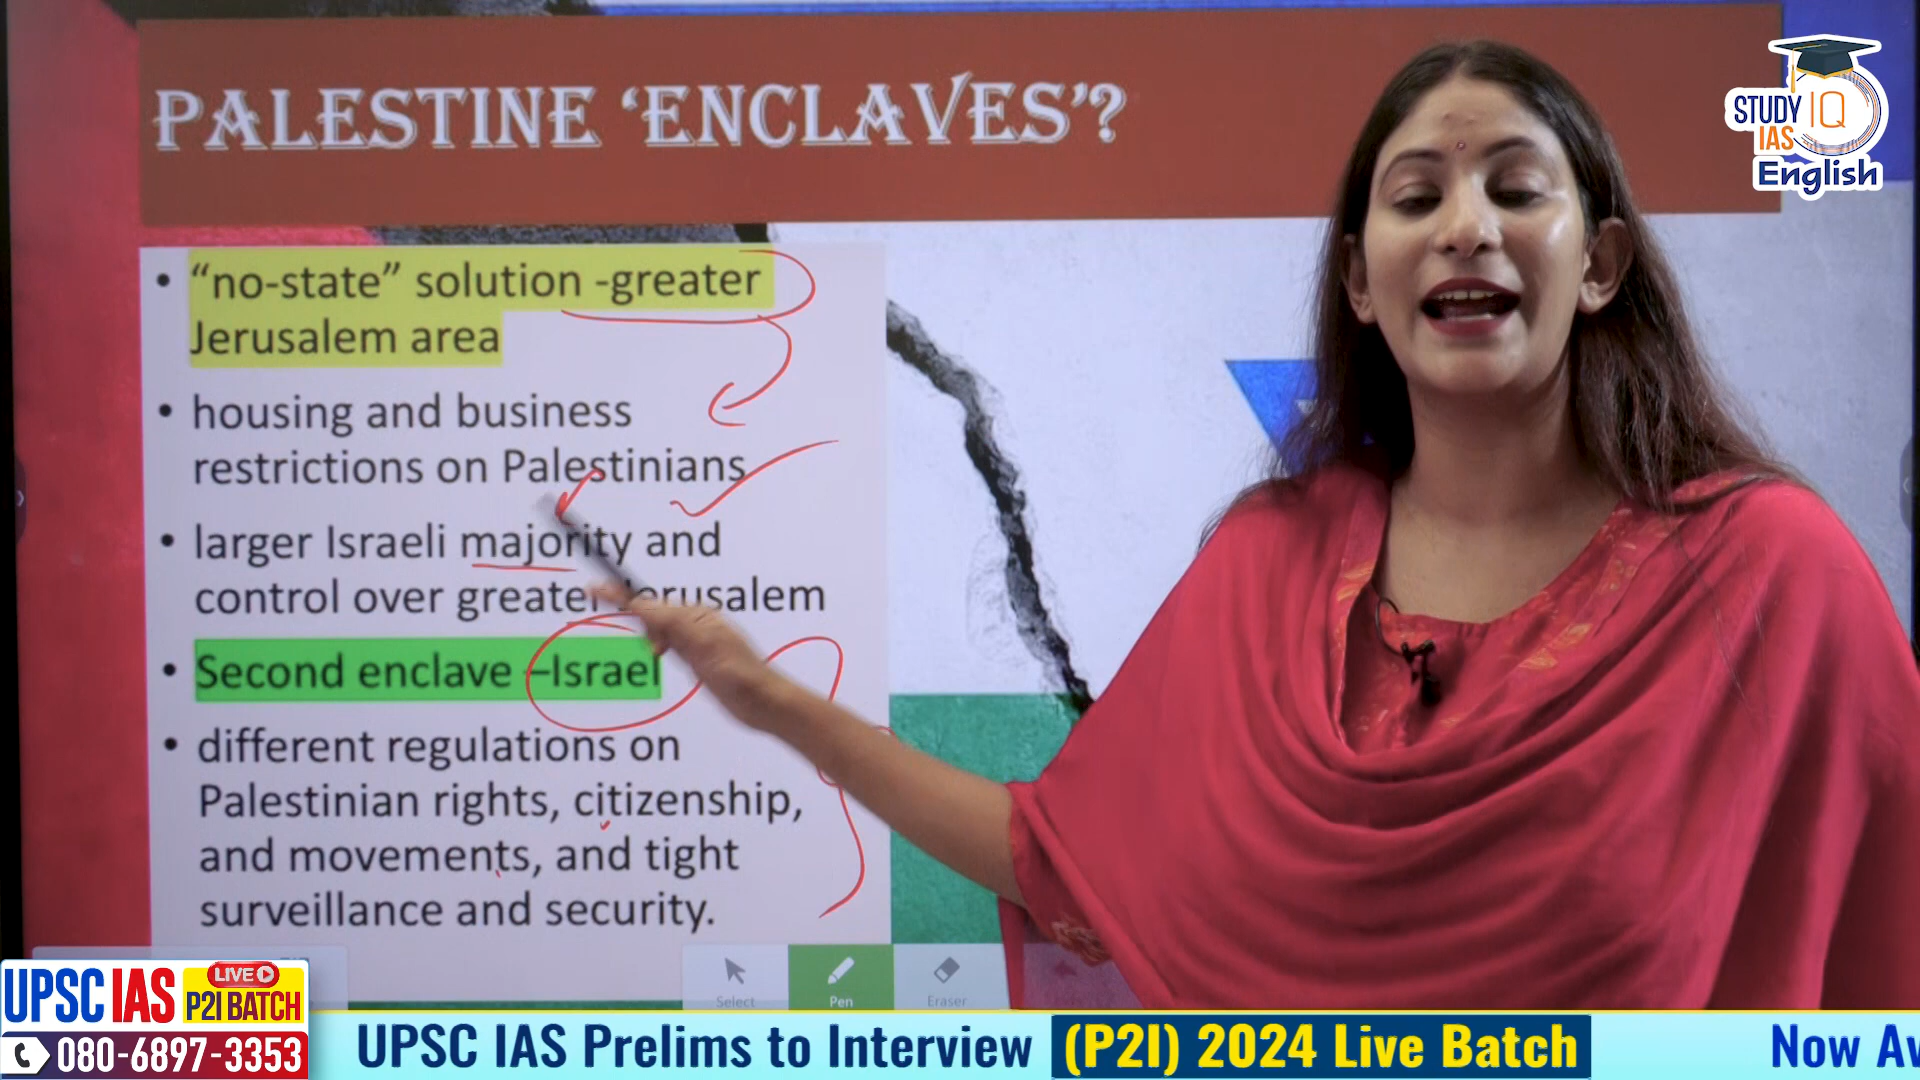 PALESTINE ‘ENCLAVES’?
STUDY IQ
IAS
English
• “no-state” solution -greater
Jerusalem area
• housing and business
restrictions on Palestinians
• larger Israeli majority and
control over greater Jerusalem
• Second enclave –Israel
• different regulations on
Palestinian rights, citizenship,
and movements, and tight
surveillance and security.
Select
Pen
Eraser
UPSC IAS
LIVE
P2I BATCH
080-6897-3353
UPSC IAS Prelims to Interview (P2I) 2024 Live Batch
Now